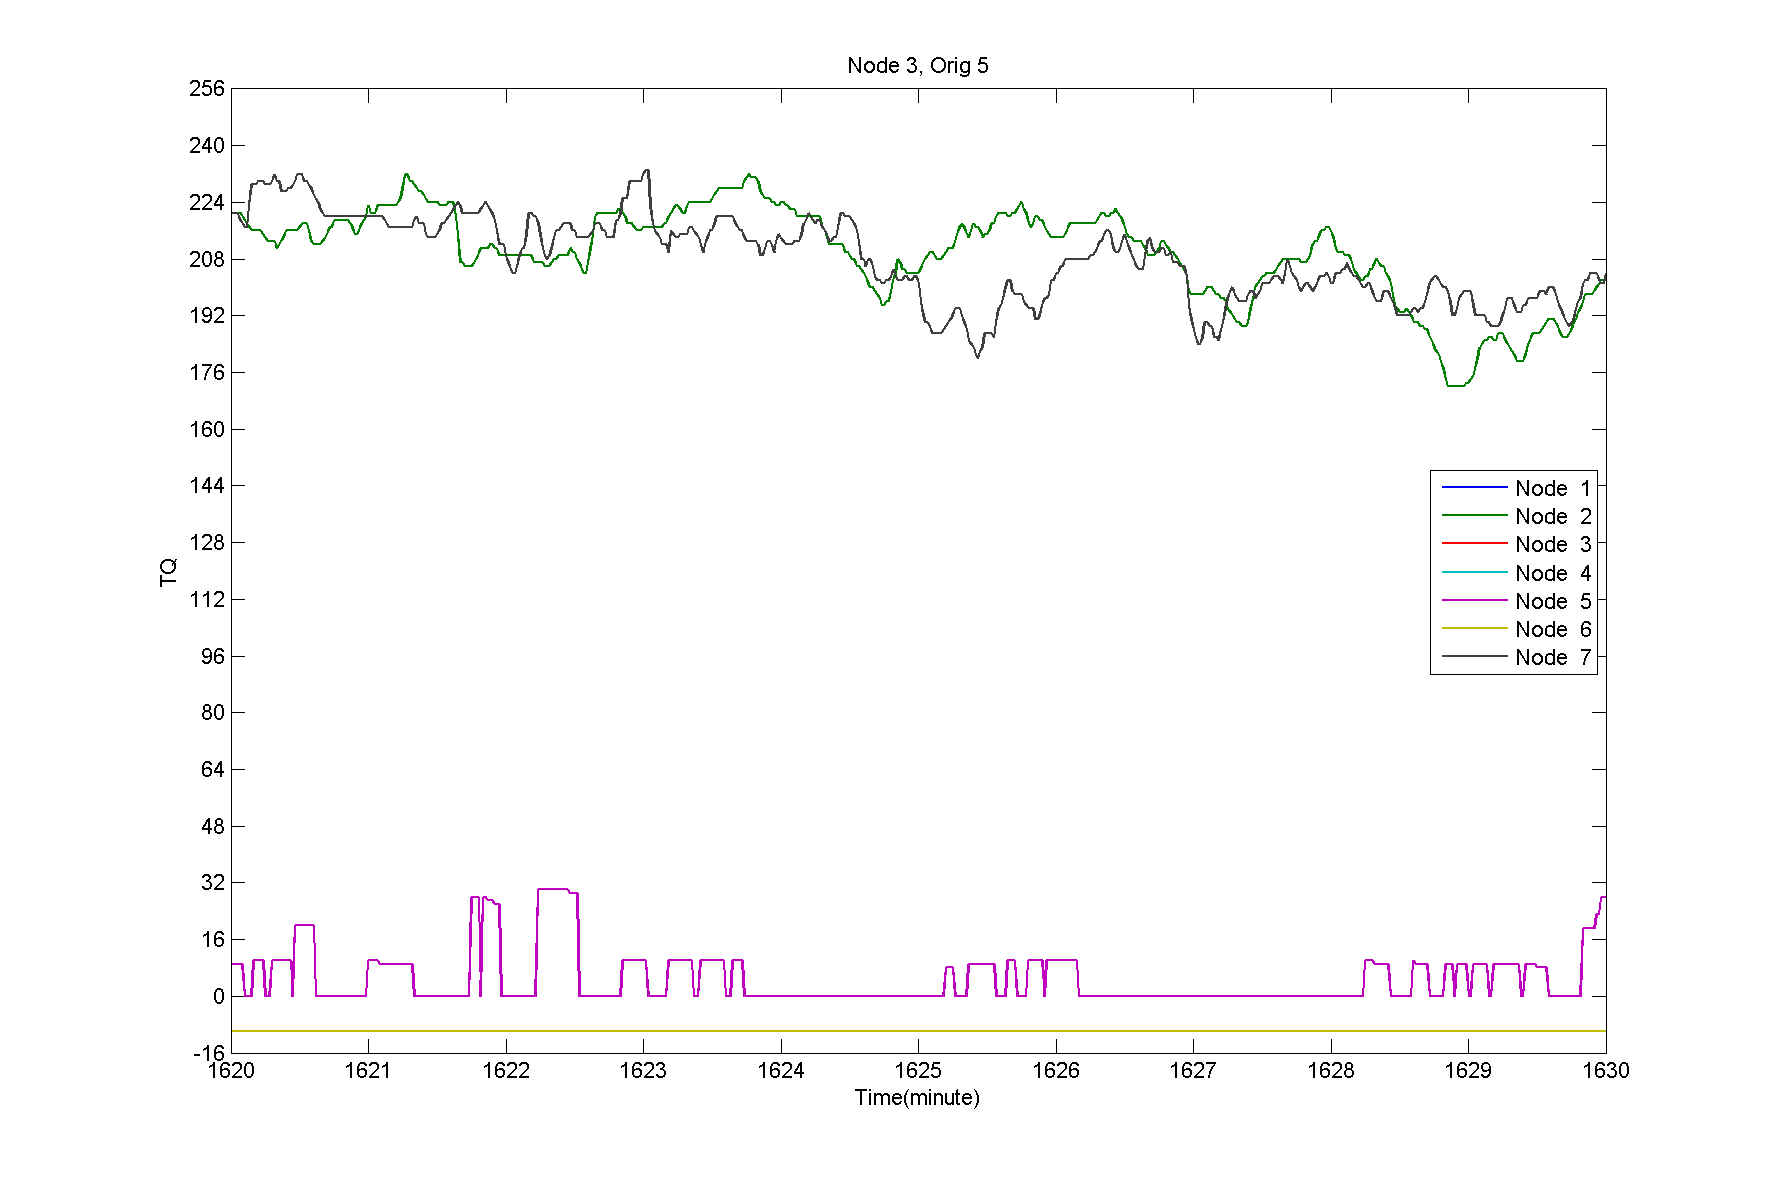 Node 3, Orig 5
256
240
224
208
192
176
160
144
128
112
96
80
64
48
32
16
0
-16
TQ
Node 1
Node 2
Node 3
Node 4
Node 5
Node 6
Node 7
1620 1621 1622 1623 1624 1625 1626 1627 1628 1629 1630
Time(minute)